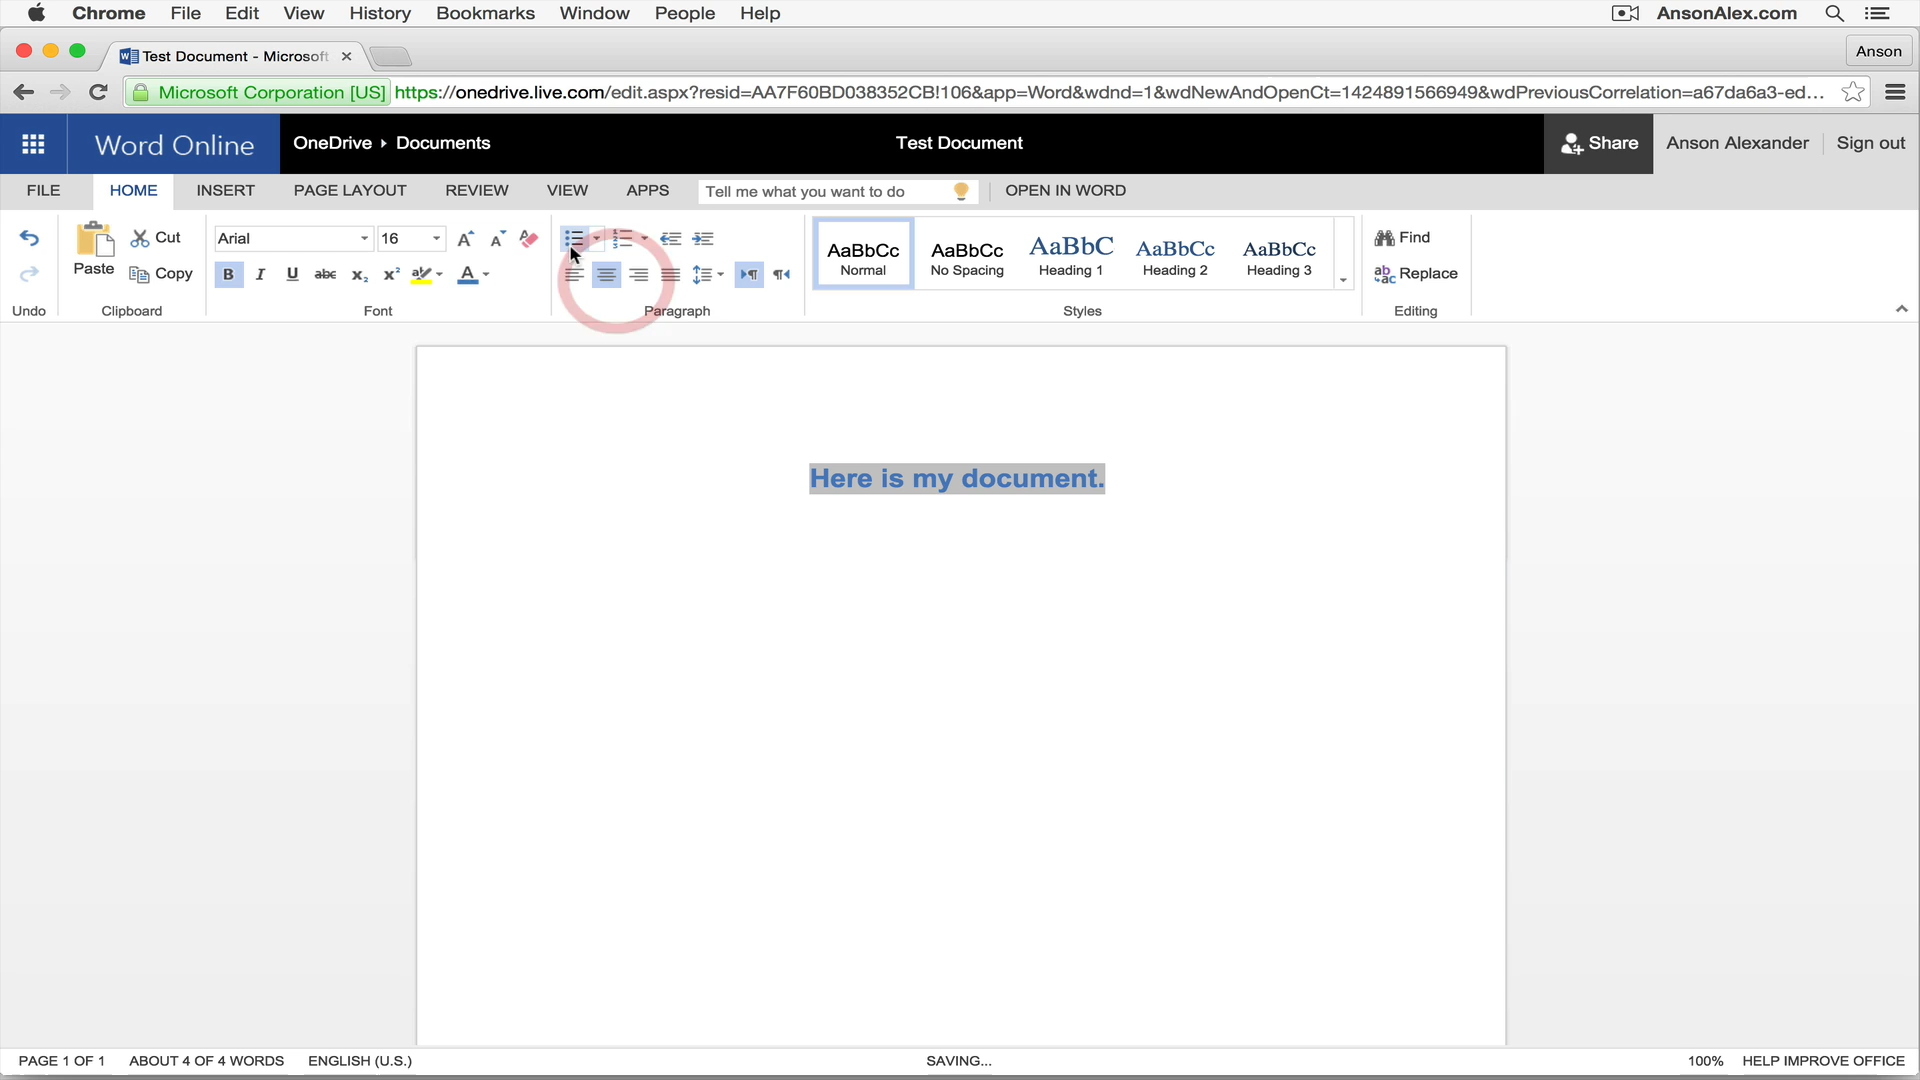 Chrome File Edit View History Bookmarks Window People Help AnsonAlex.com
Test Document - Microsoft Anson
Microsoft Corporation [US] https://onedrive.live.com/edit.aspx?resid=AA7F60BD038352CB!106&app=Word&wdnd=1&wdNewAndOpenCt=1424891566949&wdPreviousCorrelation=a67da6a3-ed...
Word Online OneDrive Documents Test Document Share Anson Alexander Sign out
FILE HOME INSERT PAGE LAYOUT REVIEW VIEW APPS Tell me what you want to do OPEN IN WORD
Paste Cut Arial 16 AaBbCc AaBbCc AaBbC AaBbCc AaBbCc Find
Copy B I U abc x₂ x² A Normal No Spacing Heading 1 Heading 2 Heading 3 Replace
Undo Clipboard Font Paragraph Styles Editing
Here is my document.
PAGE 1 OF 1 ABOUT 4 OF 4 WORDS ENGLISH (U.S.) SAVING... 100% HELP IMPROVE OFFICE